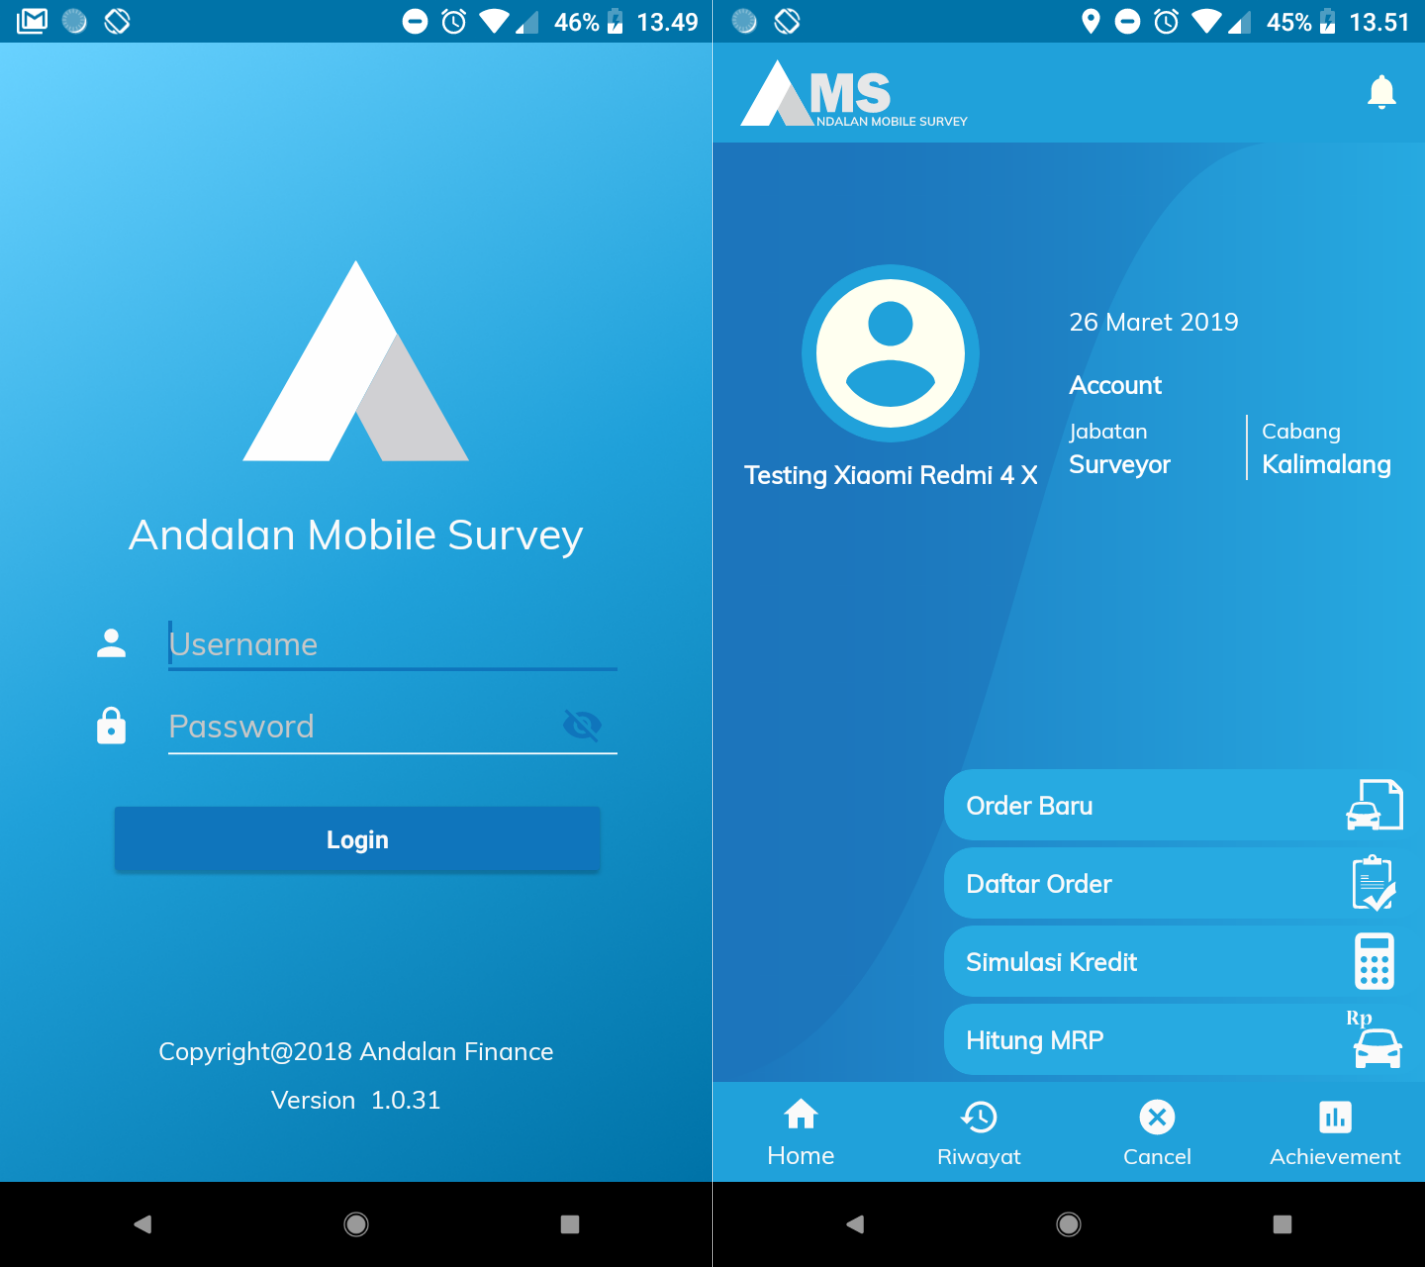 46% 13.49
Andalan Mobile Survey
Username
Password
Login
Copyright@2018 Andalan Finance
Version 1.0.31
45% 13.51
MS
NDALAN MOBILE SURVEY
26 Maret 2019
Account
Jabatan
Surveyor
Cabang
Kalimalang
Testing Xiaomi Redmi 4 X
Order Baru
Daftar Order
Simulasi Kredit
Rp
Hitung MRP
Home
Riwayat
Cancel
Achievement